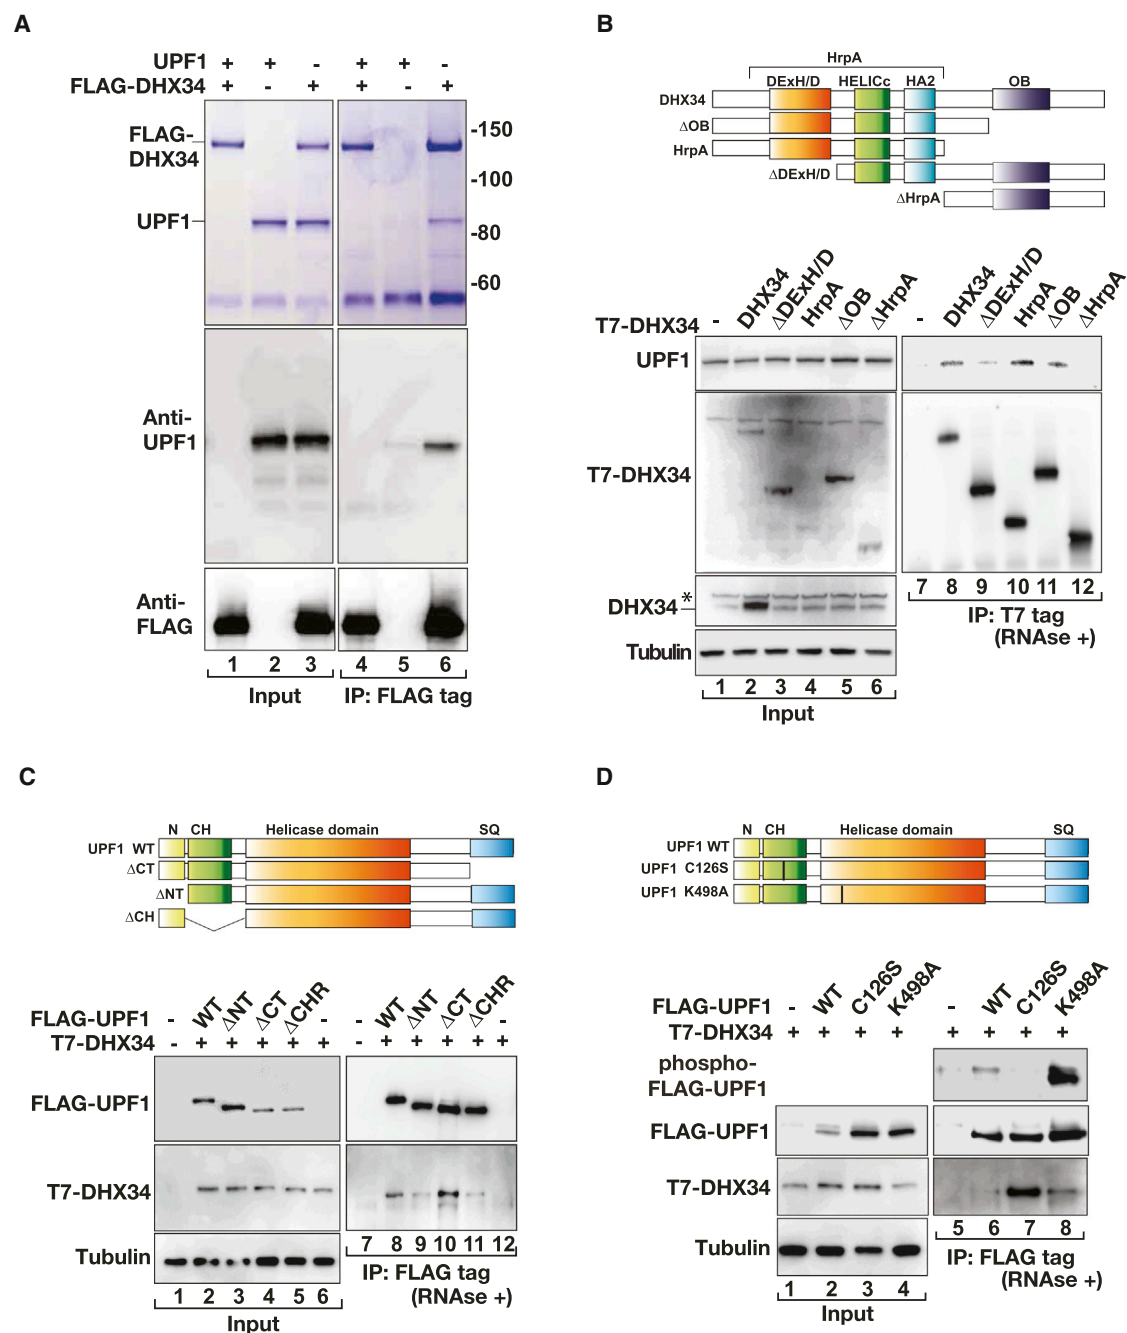 A
UPF1 + + - + + -
FLAG-DHX34 + - + + - +
FLAG-
DHX34
UPF1
-150
-100
-80
-60
Anti-
UPF1
Anti-
FLAG
1 2 3 4 5 6
Input IP: FLAG tag
B
HrpA
DExH/D HELICc HA2 OB
DHX34
ΔOB
HrpA
ΔDExH/D
ΔHrpA
T7-DHX34 - DHX34 ΔDExH/D HrpA ΔOB ΔHrpA - DHX34 ΔDExH/D HrpA ΔOB ΔHrpA
UPF1
T7-DHX34
*
DHX34
Tubulin
1 2 3 4 5 6
Input
7 8 9 10 11 12
IP: T7 tag
(RNAse +)
C
N CH Helicase domain SQ
UPF1 WT
ΔCT
ΔNT
ΔCH
FLAG-UPF1 - WT ΔNT ΔCT ΔCHR - - WT ΔNT ΔCT ΔCHR -
T7-DHX34 - + + + + + - + + + + +
FLAG-UPF1
T7-DHX34
Tubulin
1 2 3 4 5 6
Input
7 8 9 10 11 12
IP: FLAG tag
(RNAse +)
D
N CH Helicase domain SQ
UPF1 WT
UPF1 C126S
UPF1 K498A
FLAG-UPF1 - WT C126S K498A - WT C126S K498A
T7-DHX34 + + + + + + + +
phospho-
FLAG-UPF1
FLAG-UPF1
T7-DHX34
Tubulin
1 2 3 4
Input
5 6 7 8
IP: FLAG tag
(RNAse +)